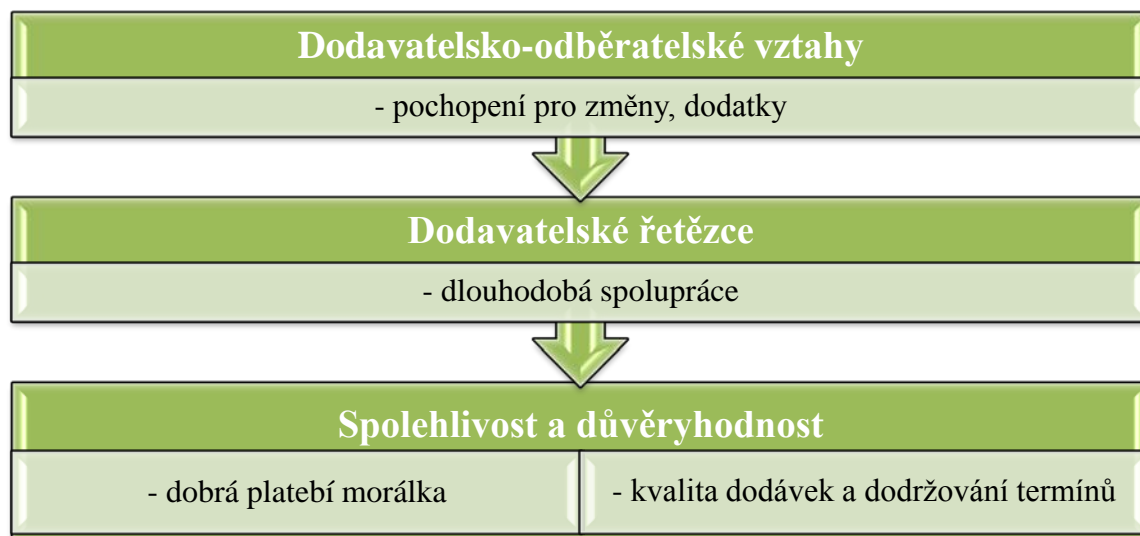 Dodavatelsko-odběratelské vztahy
- pochopení pro změny, dodatky
Dodavatelské řetězce
- dlouhodobá spolupráce
Spolehlivost a důvěryhodnost
- dobrá platebí morálka
- kvalita dodávek a dodržování termínů